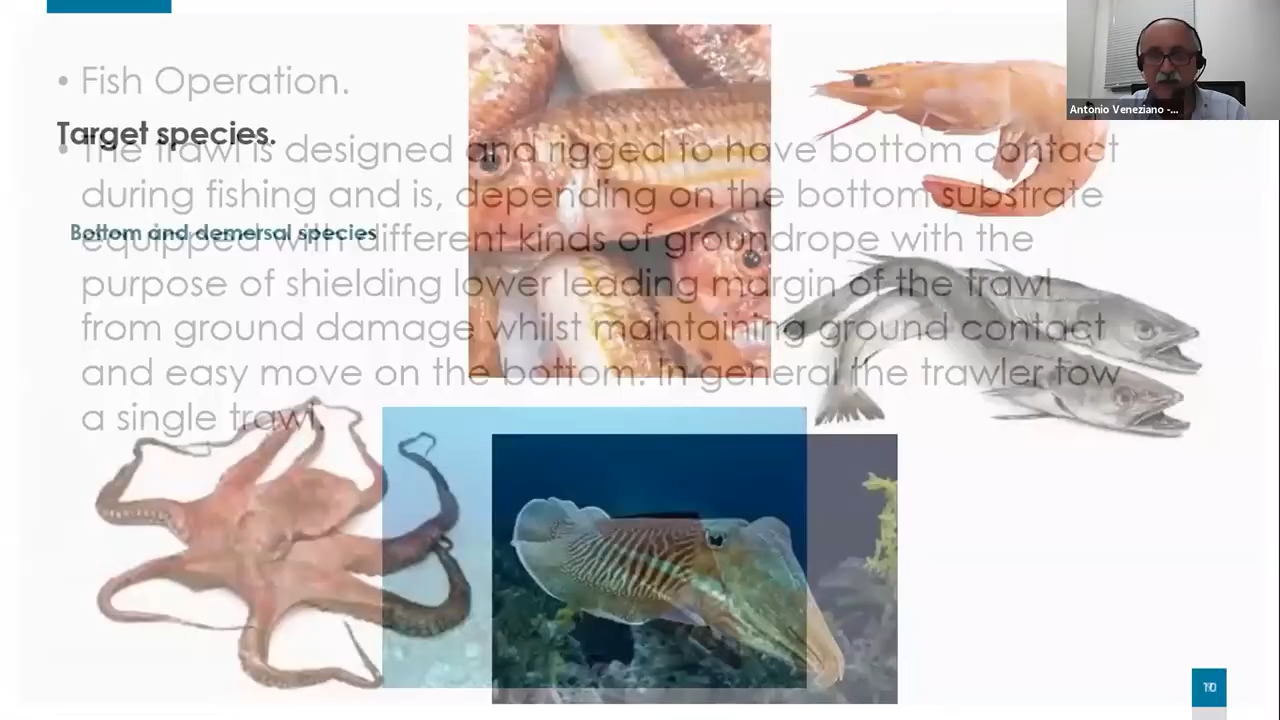 • Fish Operation.
Target species.
• The trawl is designed and rigged to have bottom contact
during fishing and is, depending on the bottom substrate
equipped with different kinds of groundrope with the
purpose of shielding lower leading margin of the trawl
from ground damage whilst maintaining ground contact
and easy move on the bottom. In general the trawler tow
a single trawl.
Bottom and demersal species
Antonio Veneziano -...